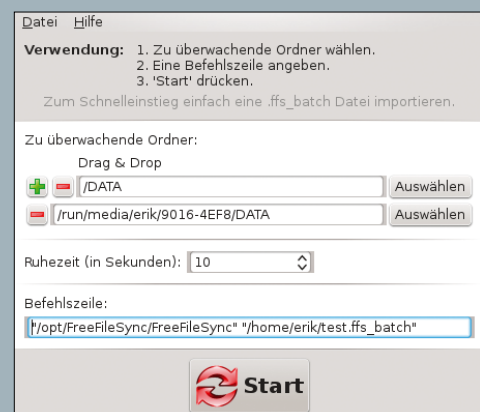 Datei Hilfe
Verwendung: 1. Zu überwachende Ordner wählen.
2. Eine Befehlszeile angeben.
3. 'Start' drücken.
Zum Schnelleinstieg einfach eine .ffs_batch Datei importieren.
Zu überwachende Ordner:
Drag & Drop
/DATA Auswählen
/run/media/erik/9016-4EF8/DATA Auswählen
Ruhezeit (in Sekunden): 10
Befehlszeile:
"/opt/FreeFileSync/FreeFileSync" "/home/erik/test.ffs_batch"
Start